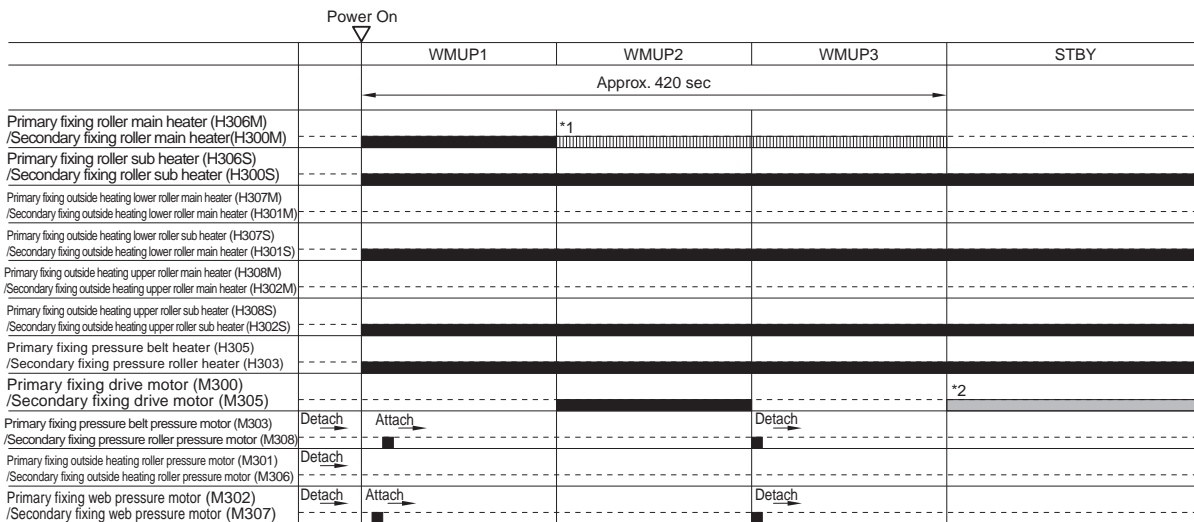 Power On
WMUP1 WMUP2 WMUP3 STBY
Approx. 420 sec
Primary fixing roller main heater (H306M)
/Secondary fixing roller main heater(H300M)
*1
Primary fixing roller sub heater (H306S)
/Secondary fixing roller sub heater (H300S)
Primary fixing outside heating lower roller main heater (H307M)
/Secondary fixing outside heating lower roller main heater (H301M)
Primary fixing outside heating lower roller sub heater (H307S)
/Secondary fixing outside heating lower roller sub heater (H301S)
Primary fixing outside heating upper roller main heater (H308M)
/Secondary fixing outside heating upper roller main heater (H302M)
Primary fixing outside heating upper roller sub heater (H308S)
/Secondary fixing outside heating upper roller sub heater (H302S)
Primary fixing pressure belt heater (H305)
/Secondary fixing pressure roller heater (H303)
Primary fixing drive motor (M300)
/Secondary fixing drive motor (M305)
*2
Primary fixing pressure belt pressure motor (M303)
/Secondary fixing pressure roller pressure motor (M308)
Detach Attach Detach
Primary fixing outside heating roller pressure motor (M301)
/Secondary fixing outside heating roller pressure motor (M306)
Detach
Primary fixing web pressure motor (M302)
/Secondary fixing web pressure motor (M307)
Detach Attach Detach